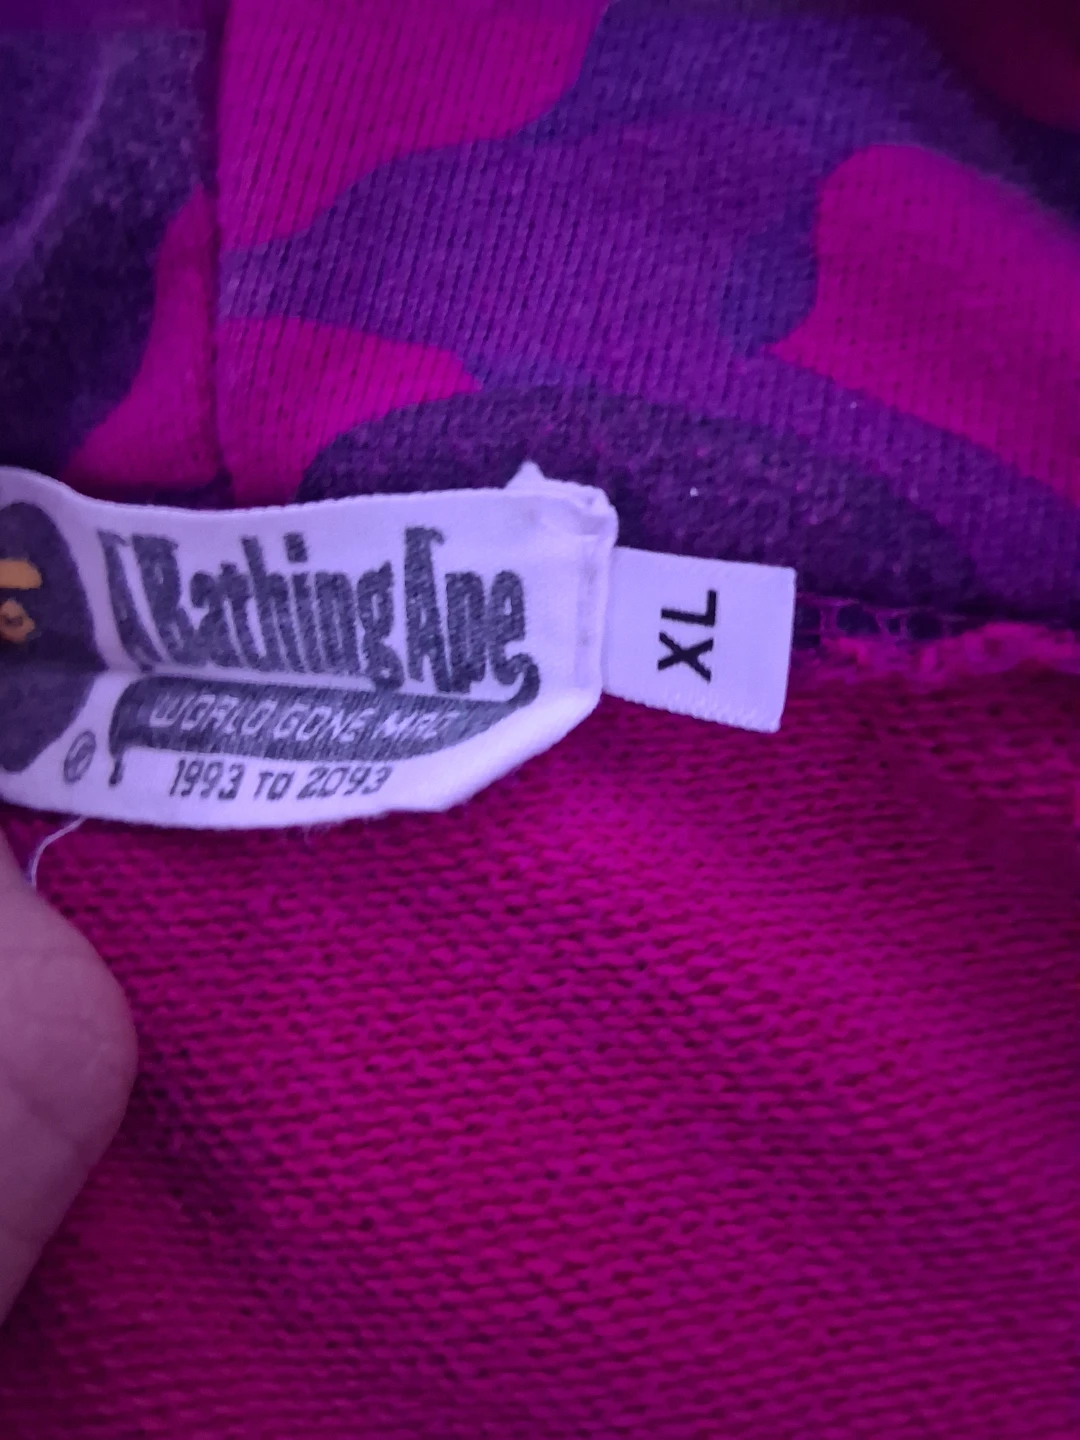 A Bathing Ape
WORLD GONE MAD
1993 TO 2093
®
XL